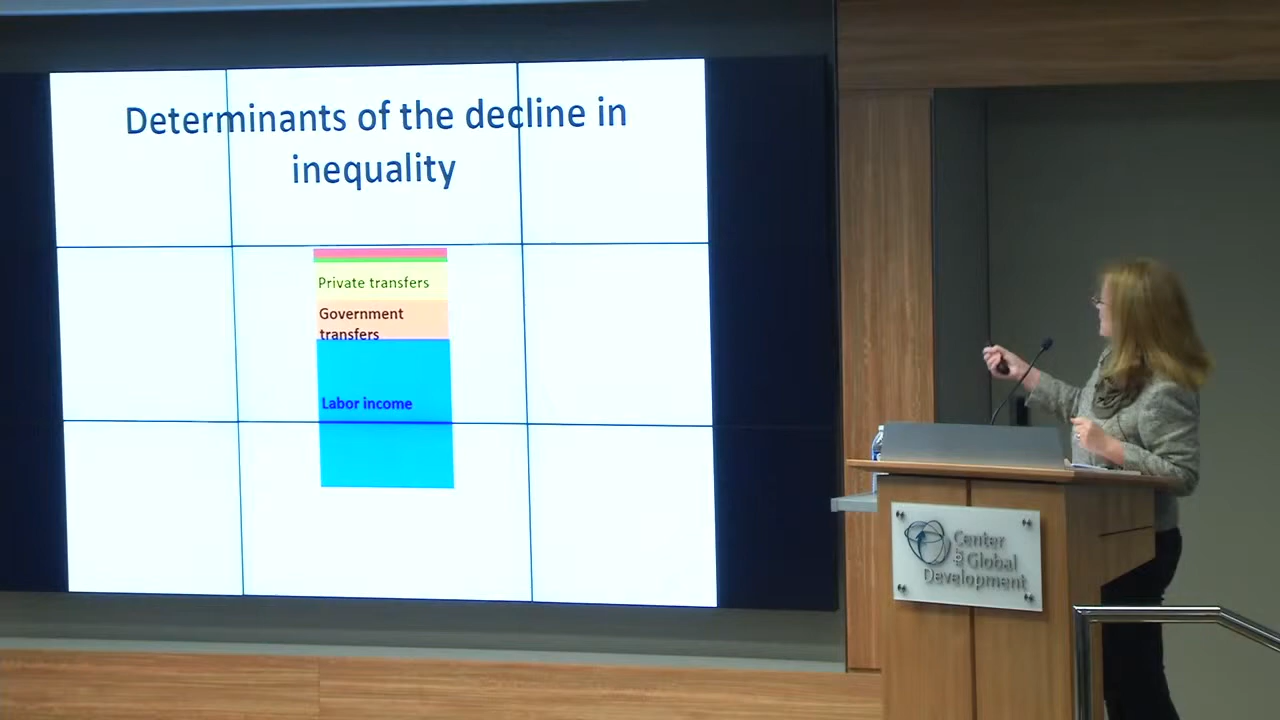 Determinants of the decline in
inequality
Private transfers
Government
transfers
Labor income
Center
for Global
Development